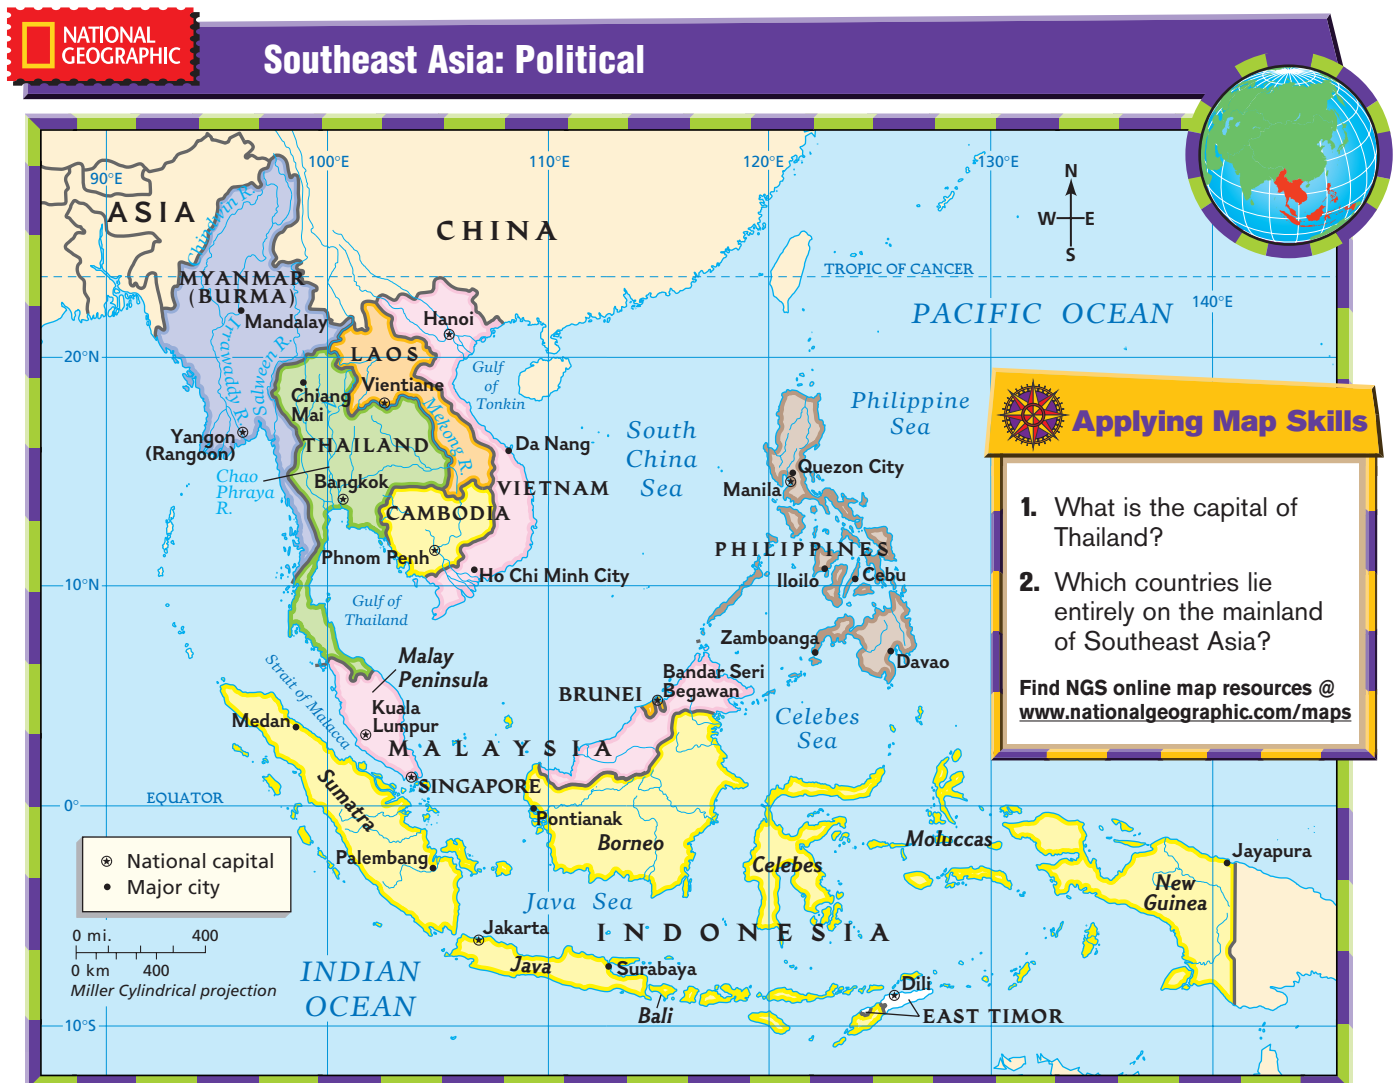 NATIONAL
GEOGRAPHIC
Southeast Asia: Political
90°E
100°E
110°E
120°E
130°E
140°E
N
W
E
S
ASIA
CHINA
Chindwin R.
MYANMAR
(BURMA)
Mandalay
Irrawaddy R.
Salween R.
TROPIC OF CANCER
PACIFIC OCEAN
Hanoi
20°N
LAOS
Vientiane
Gulf
of
Tonkin
Chiang
Mai
Mekong R.
Yangon
(Rangoon)
THAILAND
Da Nang
South
China
Sea
Philippine
Sea
Chao
Phraya
R.
Bangkok
VIETNAM
Quezon City
Manila
CAMBODIA
Phnom Penh
Ho Chi Minh City
PHILIPPINES
Iloilo
Cebu
10°N
Gulf of
Thailand
Zamboanga
Davao
Strait of Malacca
Malay
Peninsula
Bandar Seri
Begawan
BRUNEI
Medan
Kuala
Lumpur
Celebes
Sea
MALAYSIA
SINGAPORE
EQUATOR
0°
Sumatra
Pontianak
Borneo
Moluccas
Palembang
Celebes
Jayapura
New
Guinea
Java Sea
Jakarta
INDONESIA
Java
Surabaya
INDIAN
OCEAN
Bali
Dili
EAST TIMOR
10°S
National capital
Major city
0 mi. 400
0 km 400
Miller Cylindrical projection
Applying Map Skills
1. What is the capital of
Thailand?
2. Which countries lie
entirely on the mainland
of Southeast Asia?
Find NGS online map resources @
www.nationalgeographic.com/maps